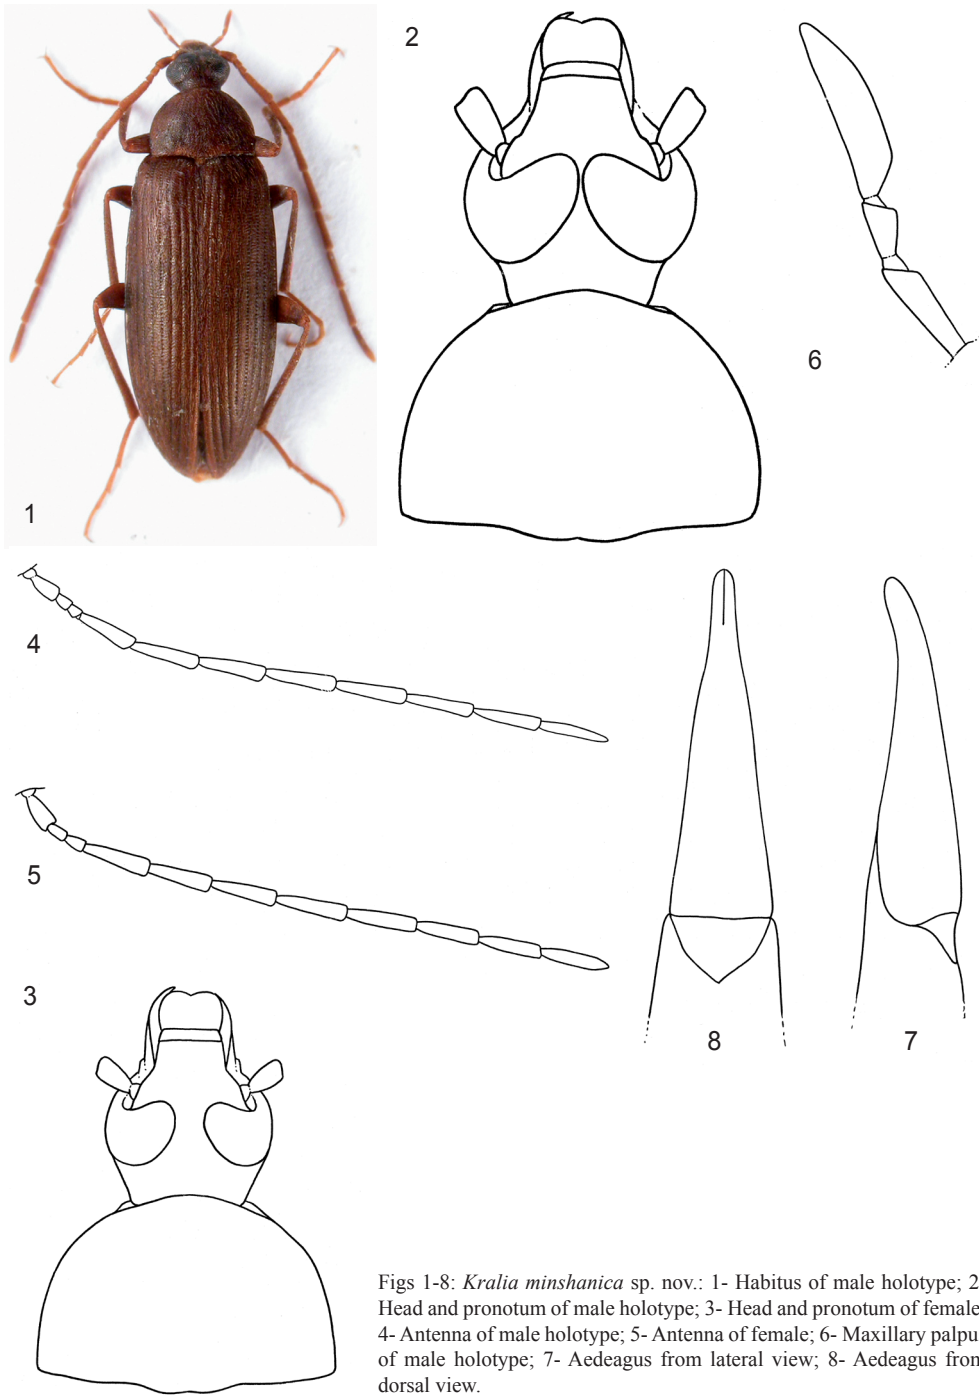 1
2
6
4
5
3
8
7
Figs 1-8: Kralia minshanica sp. nov.: 1- Habitus of male holotype; 2
Head and pronotum of male holotype; 3- Head and pronotum of female
4- Antenna of male holotype; 5- Antenna of female; 6- Maxillary palpu
of male holotype; 7- Aedeagus from lateral view; 8- Aedeagus from
dorsal view.